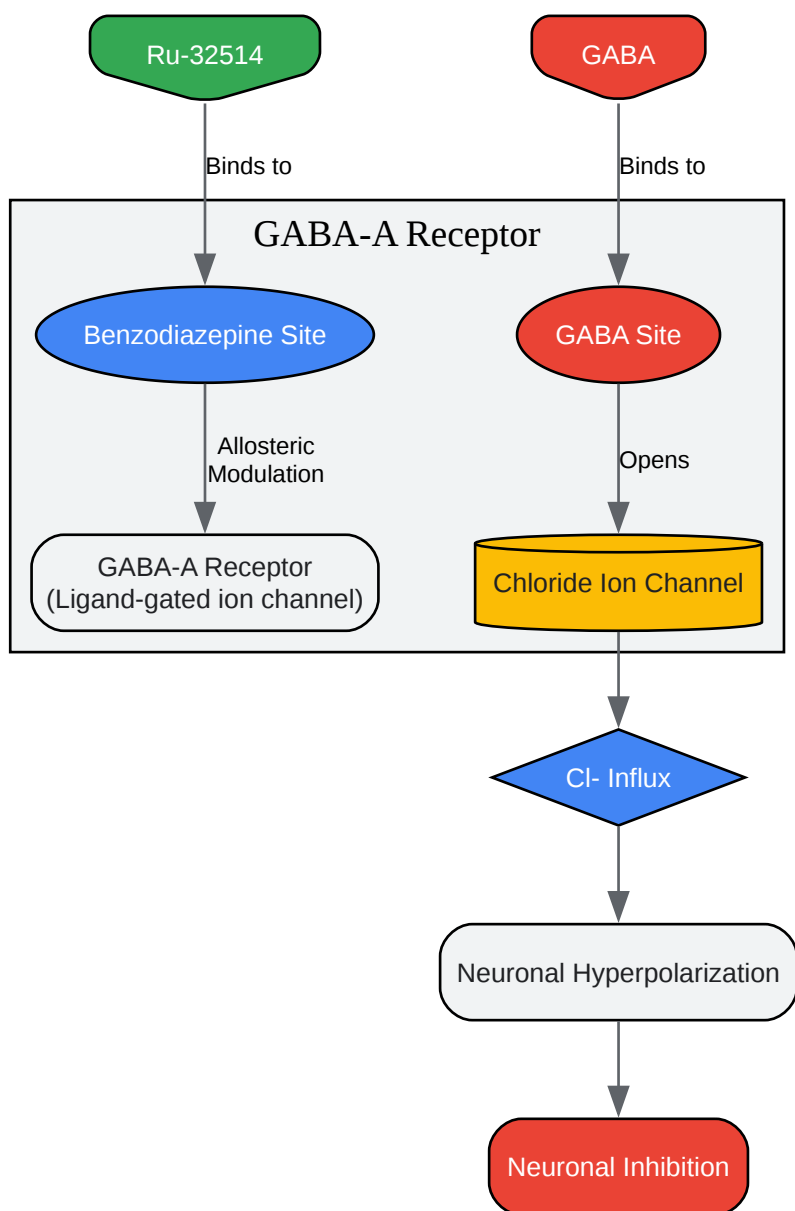 Ru-32514
GABA
Binds to
Binds to
GABA-A Receptor
Benzodiazepine Site
GABA Site
Allosteric
Modulation
Opens
GABA-A Receptor
(Ligand-gated ion channel)
Chloride Ion Channel
Cl- Influx
Neuronal Hyperpolarization
Neuronal Inhibition